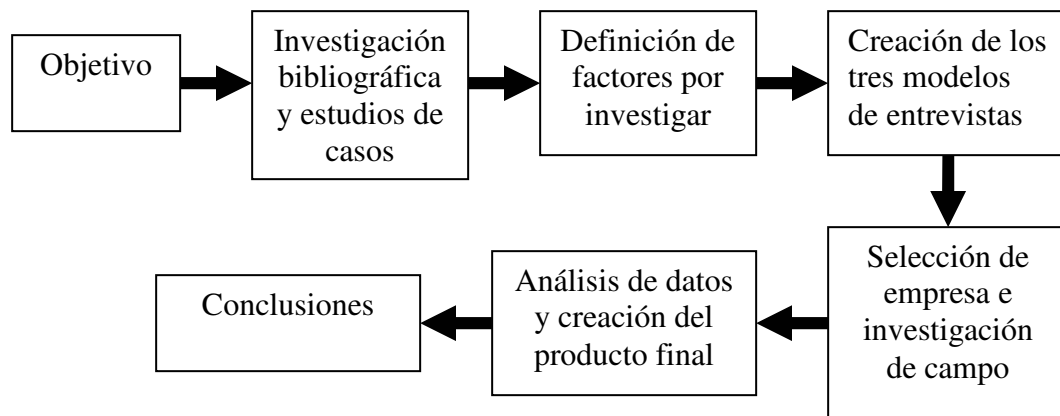 Objetivo
Investigación
bibliográfica
y estudios de
casos
Definición de
factores por
investigar
Creación de los
tres modelos
de entrevistas
Selección de
empresa e
investigación
de campo
Análisis de datos
y creación del
producto final
Conclusiones